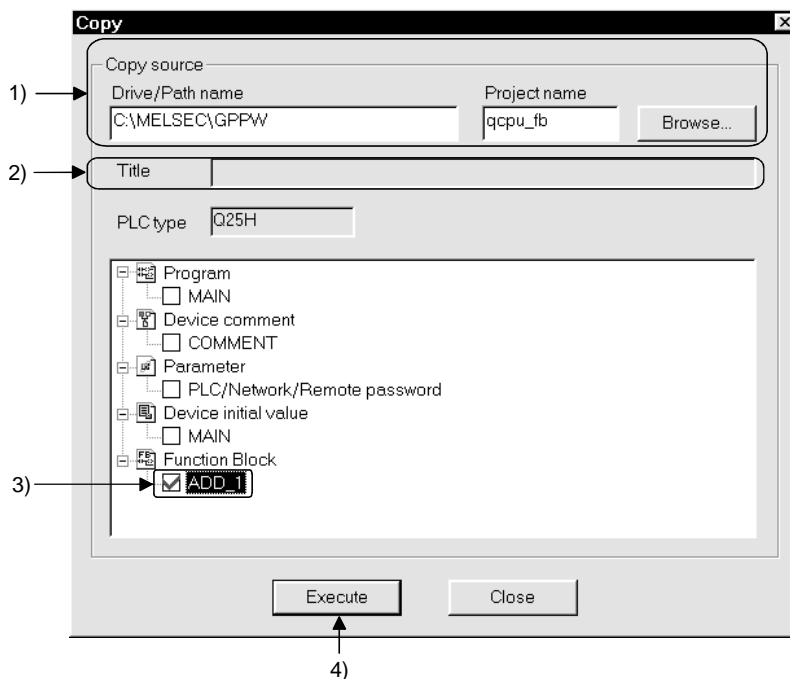 Copy
Copy source
1)
Drive/Path name Project name
C:\MELSEC\GPPW qcpu_fb Browse...
2) Title
PLC type Q25H
Program
MAIN
Device comment
COMMENT
Parameter
PLC/Network/Remote password
Device initial value
MAIN
Function Block
3) ADD_1
Execute Close
4)